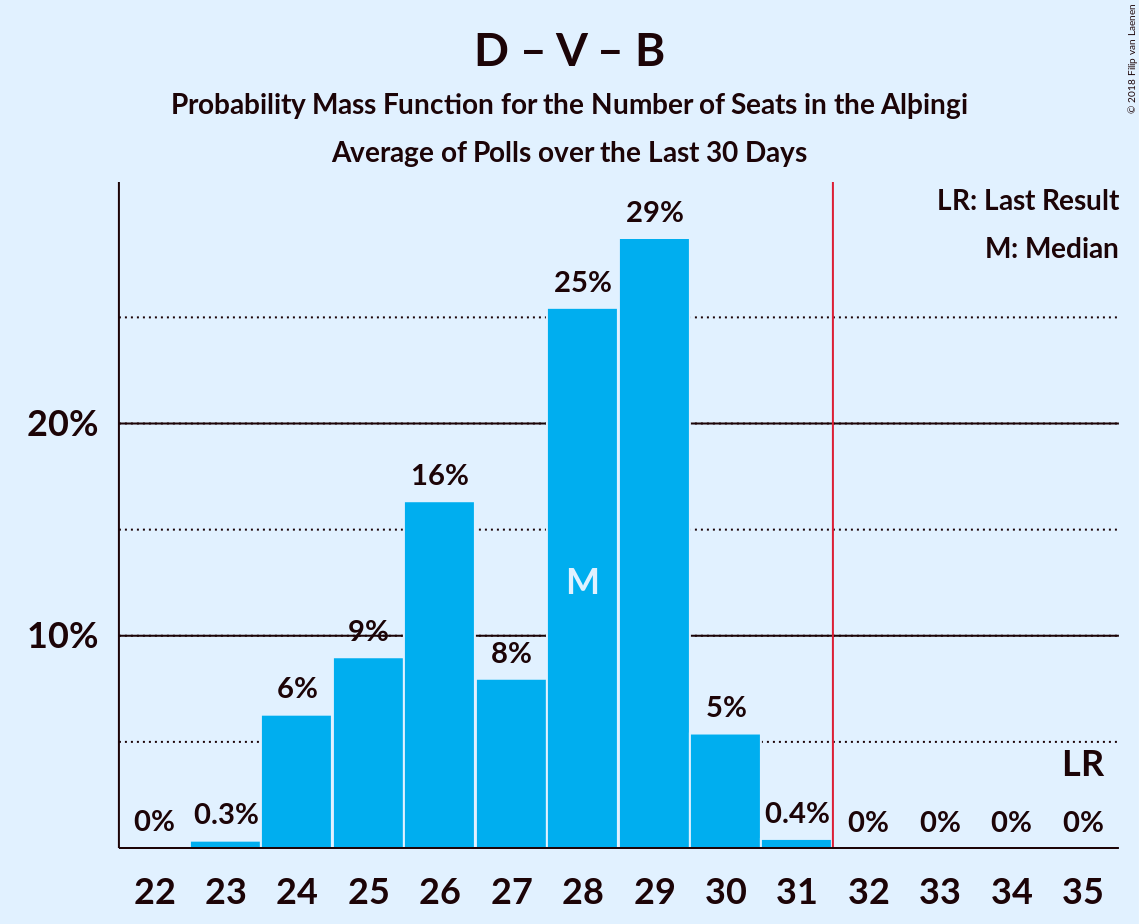 D – V – B
Probability Mass Function for the Number of Seats in the Alþingi
Average of Polls over the Last 30 Days
© 2018 Filip van Laenen
LR: Last Result
M: Median
29%
25%
20%
16%
M
10%
9%
8%
6%
5%
LR
0%
0.3%
0.4%
0%
0%
0%
0%
22 23 24 25 26 27 28 29 30 31 32 33 34 35